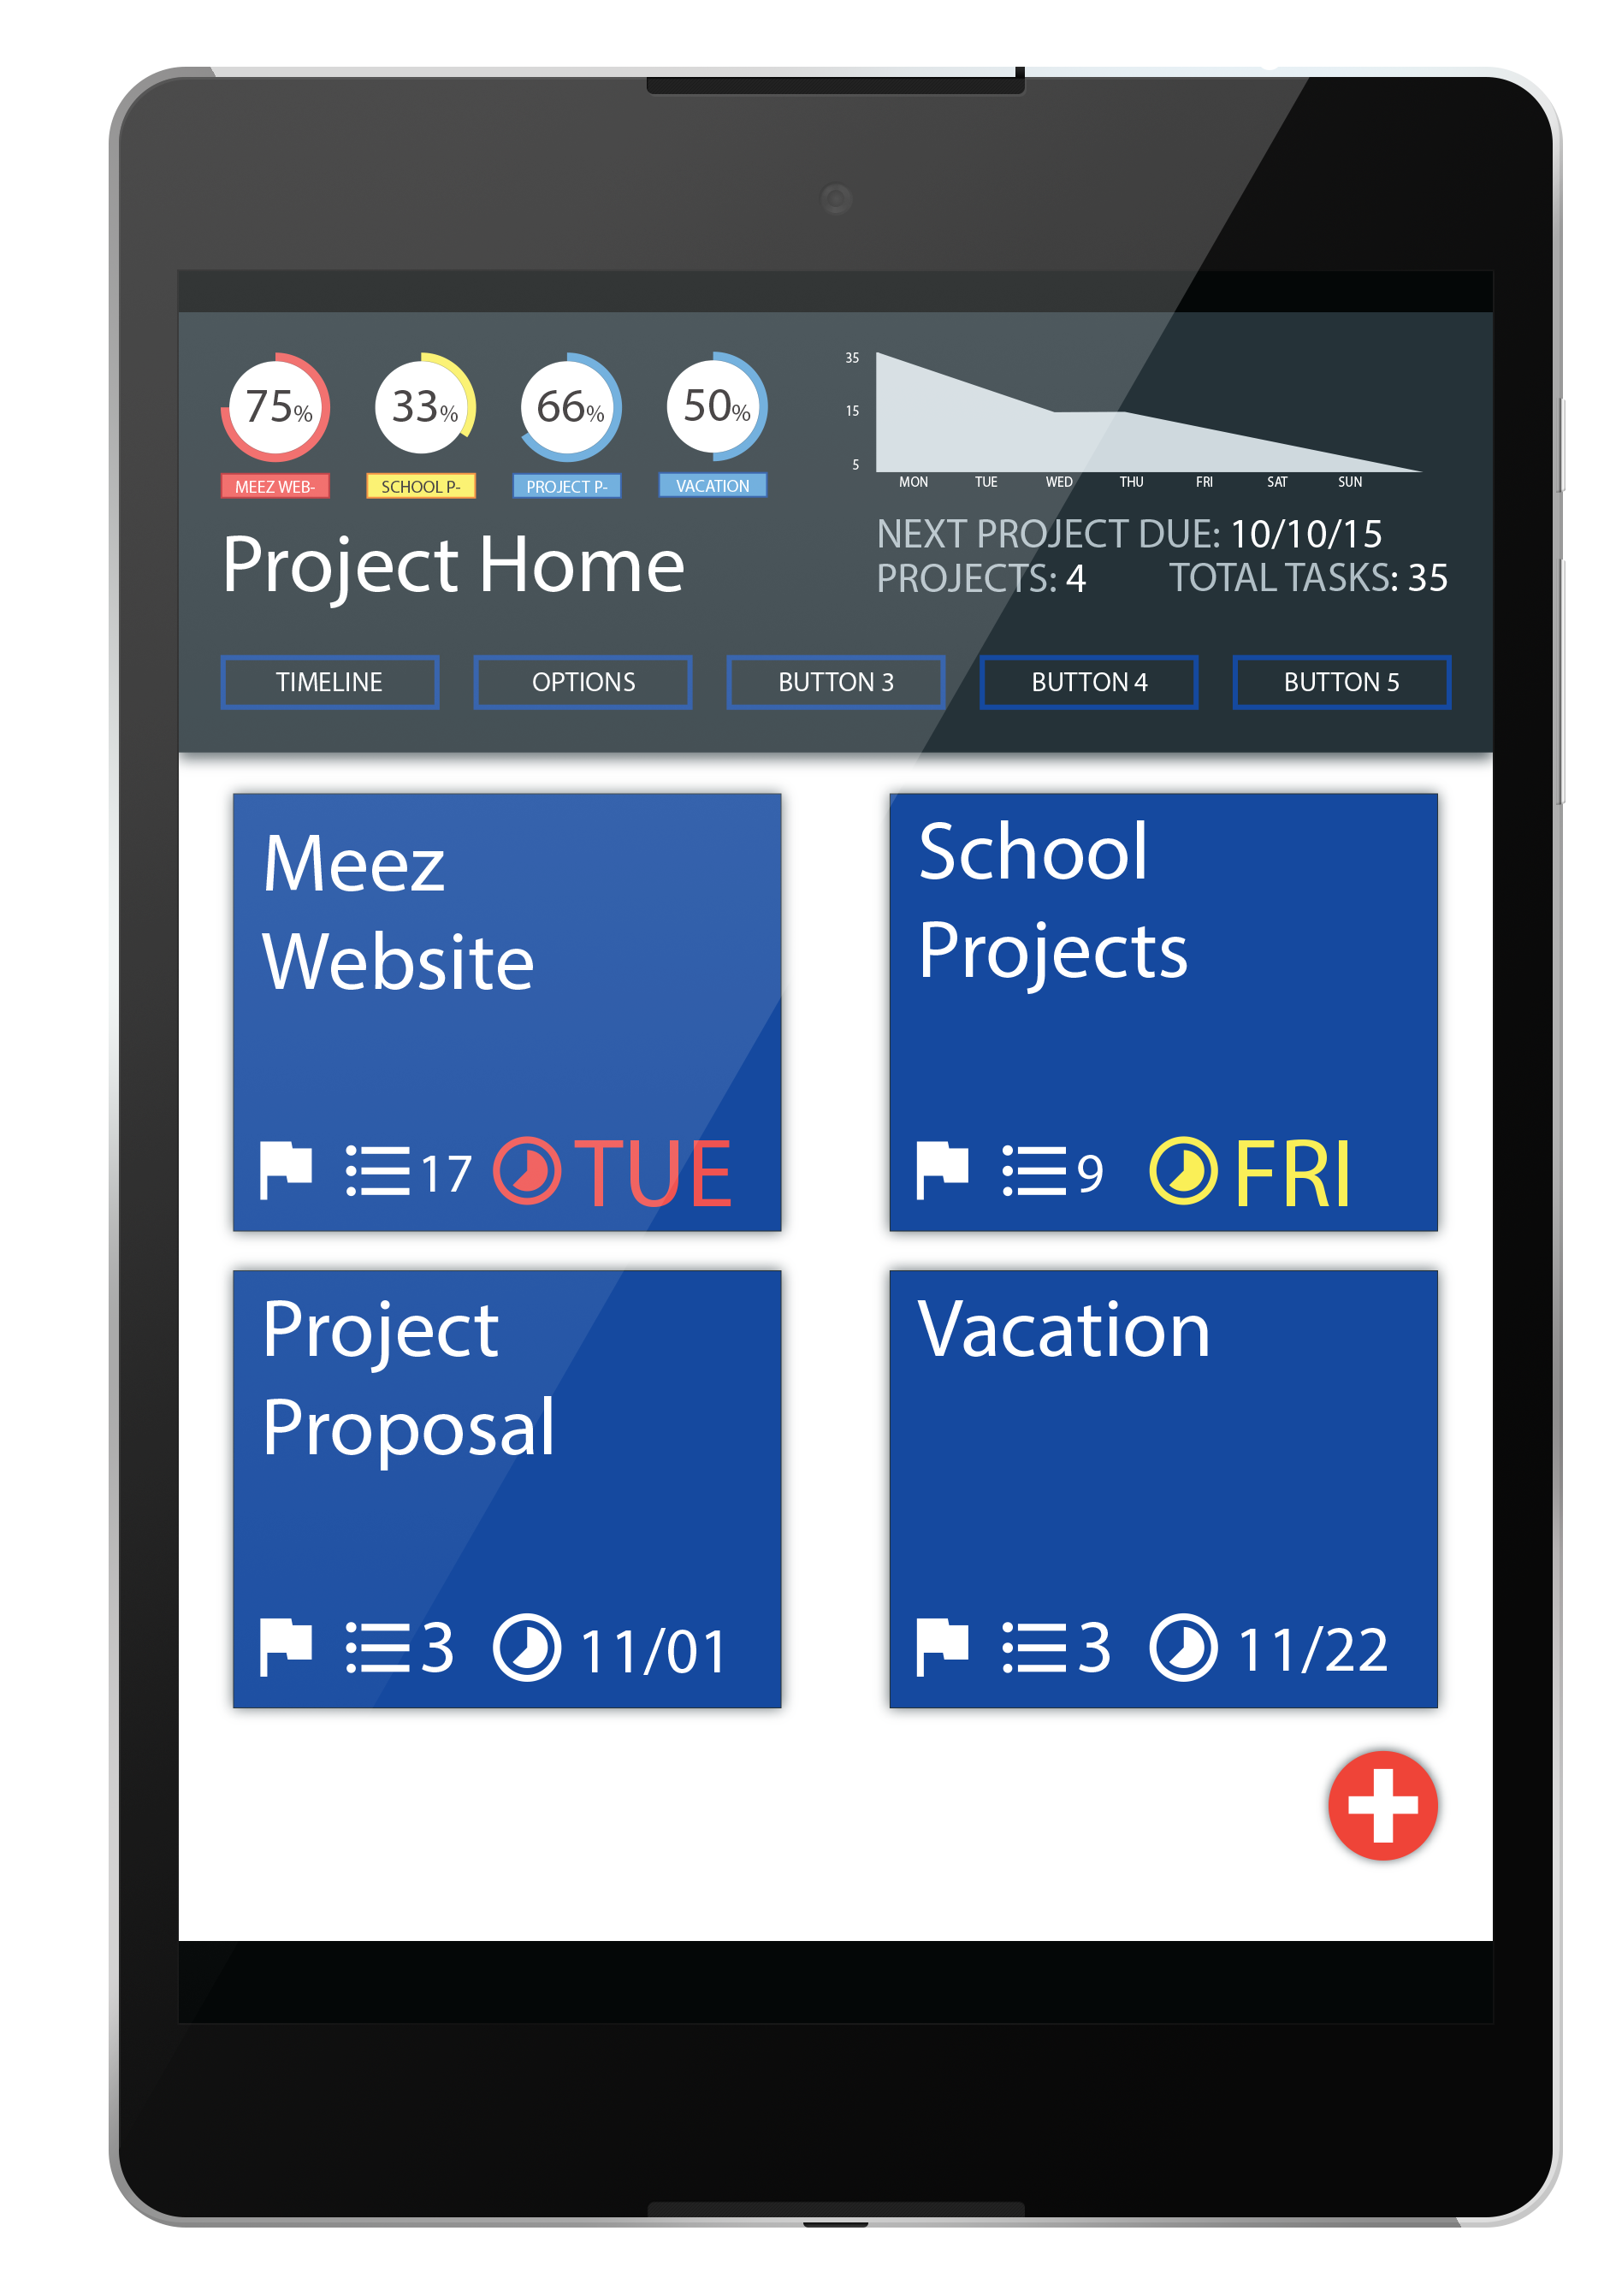 75%
33%
66%
50%
MEEZ WEB-
SCHOOL P-
PROJECT P-
VACATION
35
15
5
MON TUE WED THU FRI SAT SUN
Project Home
NEXT PROJECT DUE: 10/10/15
PROJECTS: 4 TOTAL TASKS: 35
TIMELINE
OPTIONS
BUTTON 3
BUTTON 4
BUTTON 5
Meez
Website
17 TUE
School
Projects
9 FRI
Project
Proposal
3 11/01
Vacation
3 11/22